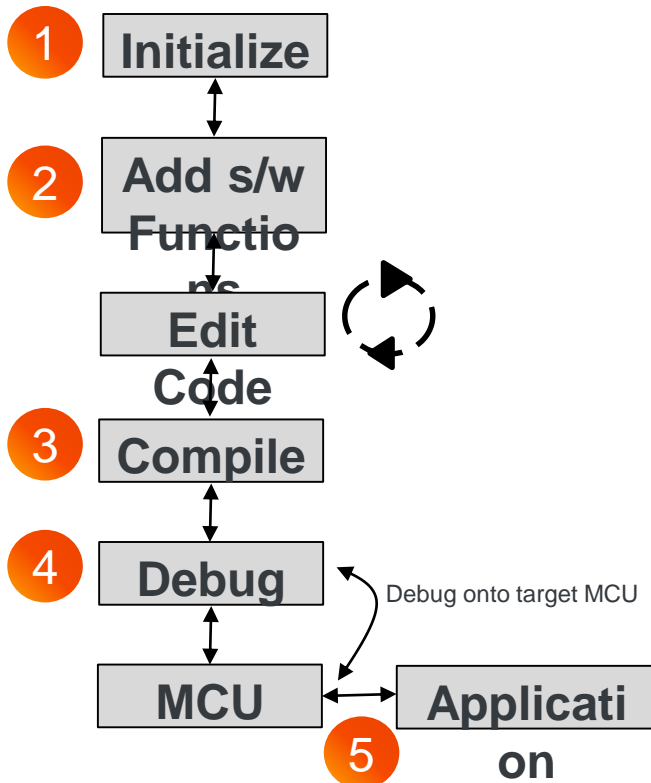 1
Initialize
2
Add s/w
Functio
ns
Edit
Code
3
Compile
4
Debug
Debug onto target MCU
MCU
Applicati
on
5